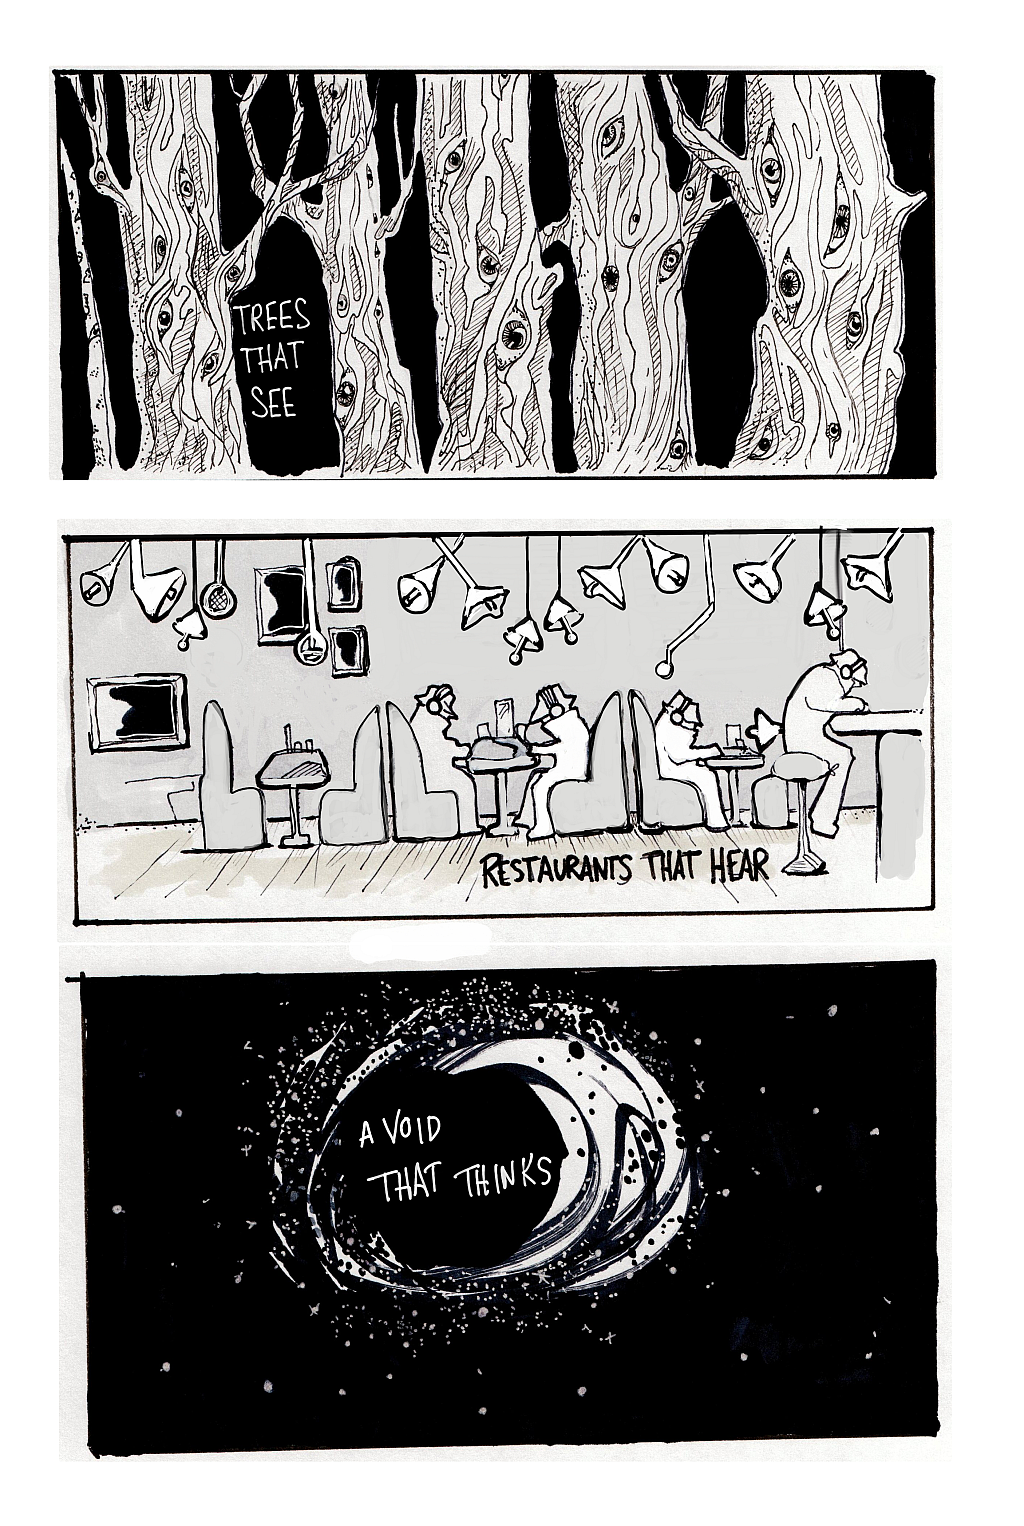 TREES
THAT
SEE
RESTAURANTS THAT HEAR
A VOID
THAT THINKS